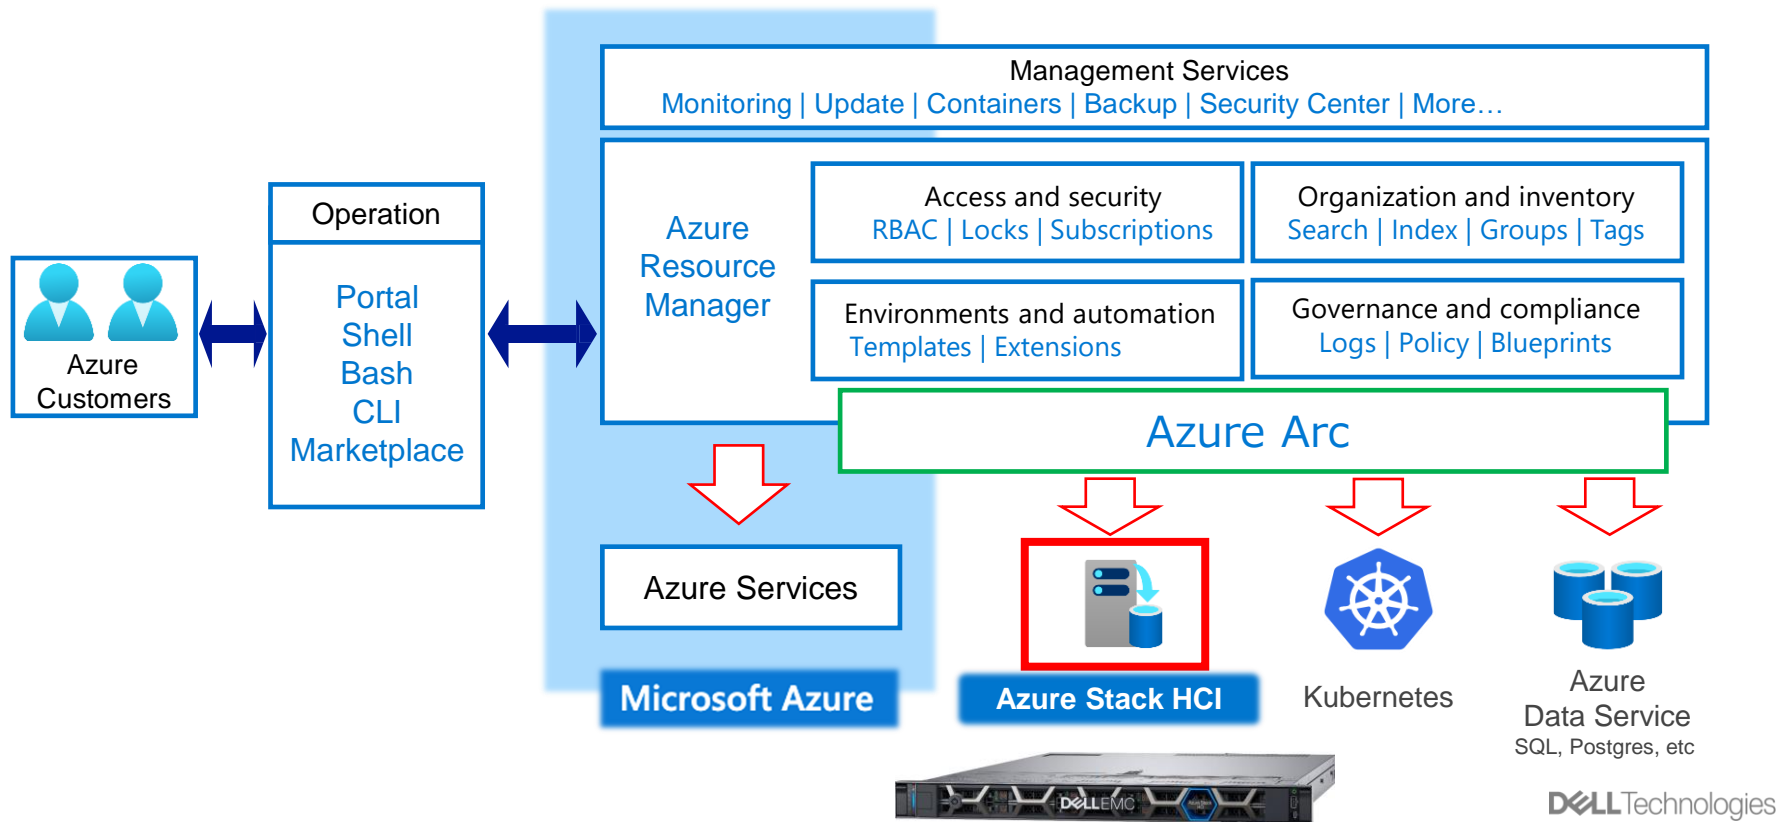 Management Services
Monitoring | Update | Containers | Backup | Security Center | More…
Azure
Resource
Manager
Access and security
RBAC | Locks | Subscriptions
Organization and inventory
Search | Index | Groups | Tags
Environments and automation
Templates | Extensions
Governance and compliance
Logs | Policy | Blueprints
Azure Arc
Operation
Portal
Shell
Bash
CLI
Marketplace
Azure
Customers
Azure Services
Microsoft Azure
Azure Stack HCI
Kubernetes
Azure
Data Service
SQL, Postgres, etc
DELLEMC
DELLTechnologies